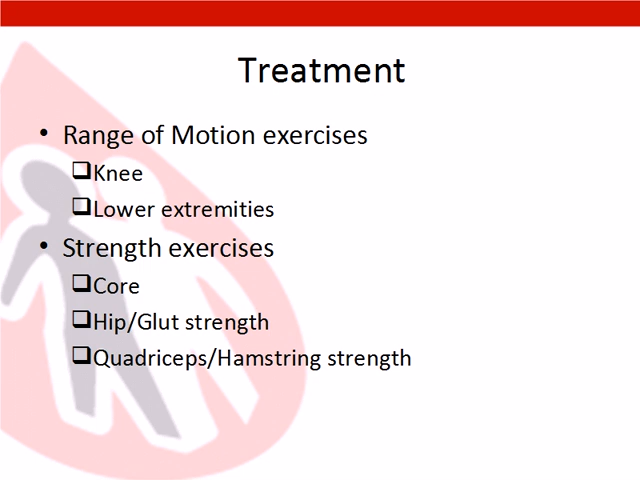 Treatment
• Range of Motion exercises
❑Knee
❑Lower extremities
• Strength exercises
❑Core
❑Hip/Glut strength
❑Quadriceps/Hamstring strength